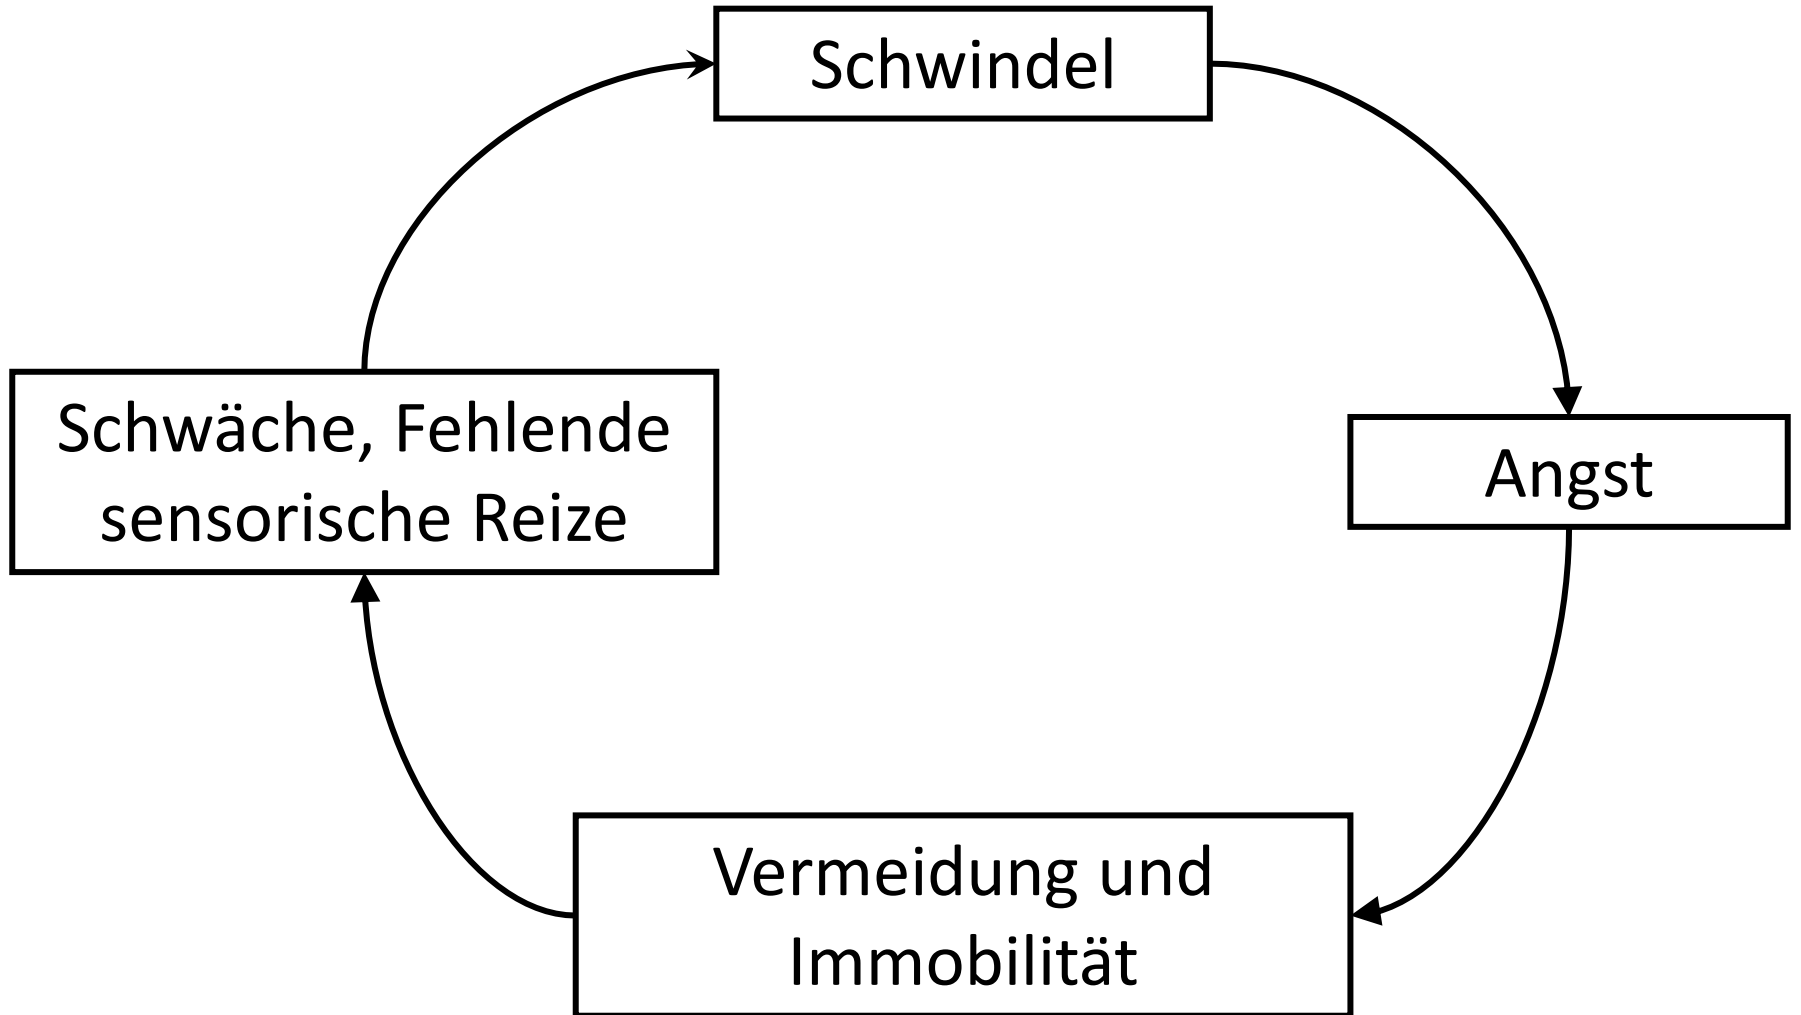 Schwindel
Angst
Vermeidung und
Immobilität
Schwäche, Fehlende
sensorische Reize